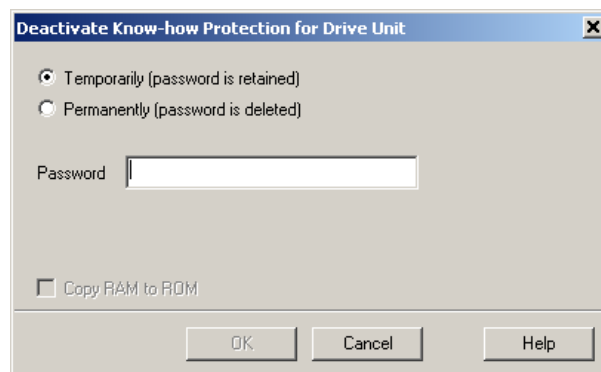 Deactivate Know-how Protection for Drive Unit
Temporarily (password is retained)
Permanently (password is deleted)
Password
Copy RAM to ROM
OK Cancel Help